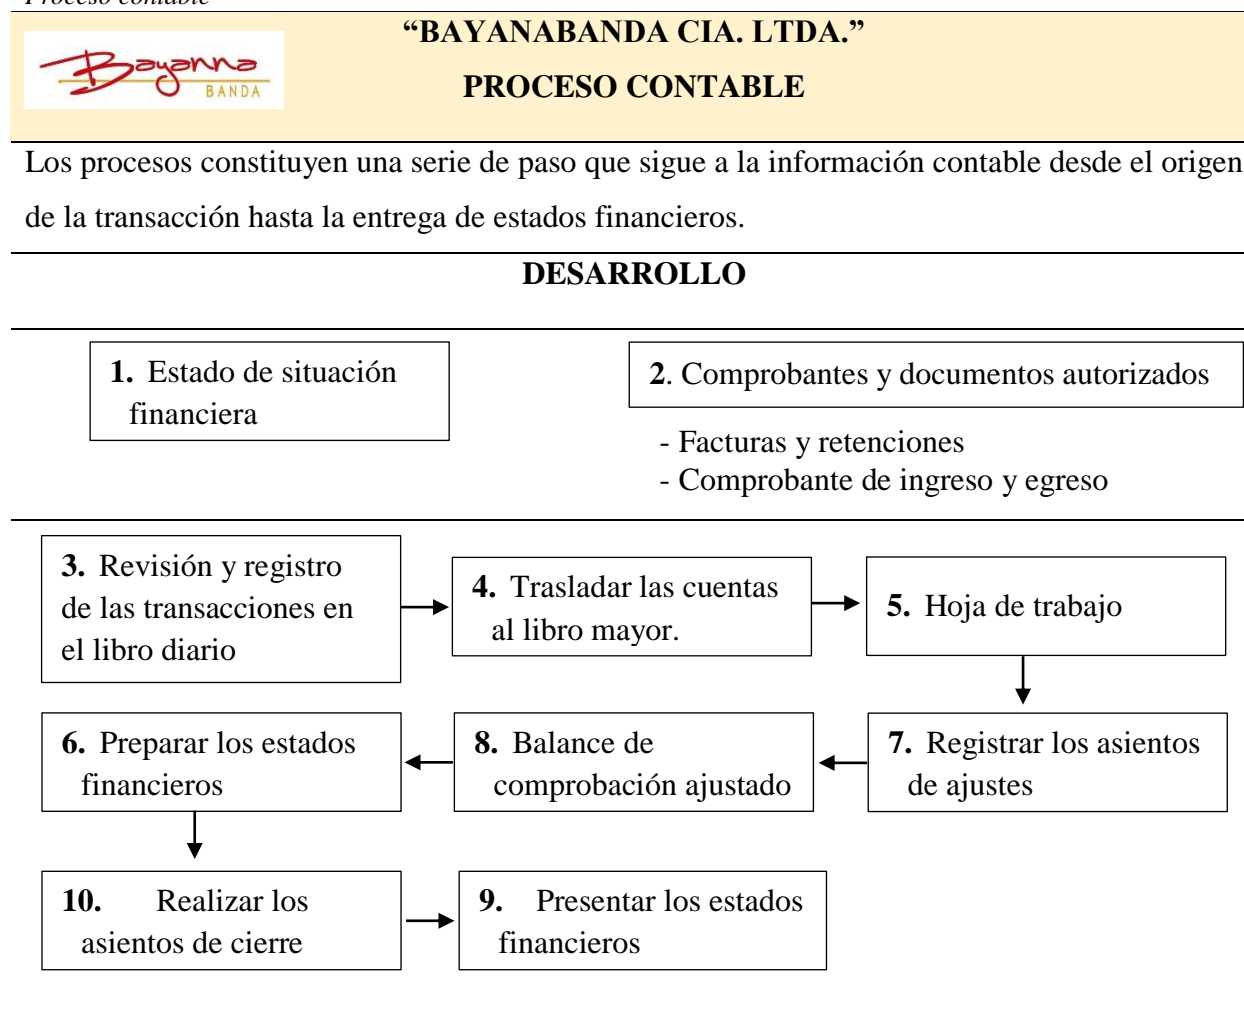 Proceso contable
“BAYANABANDA CIA. LTDA.”
Bayanna
BANDA
PROCESO CONTABLE
Los procesos constituyen una serie de paso que sigue a la información contable desde el origen
de la transacción hasta la entrega de estados financieros.
DESARROLLO
1. Estado de situación
financiera
2. Comprobantes y documentos autorizados
- Facturas y retenciones
- Comprobante de ingreso y egreso
3. Revisión y registro
de las transacciones en
el libro diario
4. Trasladar las cuentas
al libro mayor.
5. Hoja de trabajo
6. Preparar los estados
financieros
8. Balance de
comprobación ajustado
7. Registrar los asientos
de ajustes
10. Realizar los
asientos de cierre
9. Presentar los estados
financieros